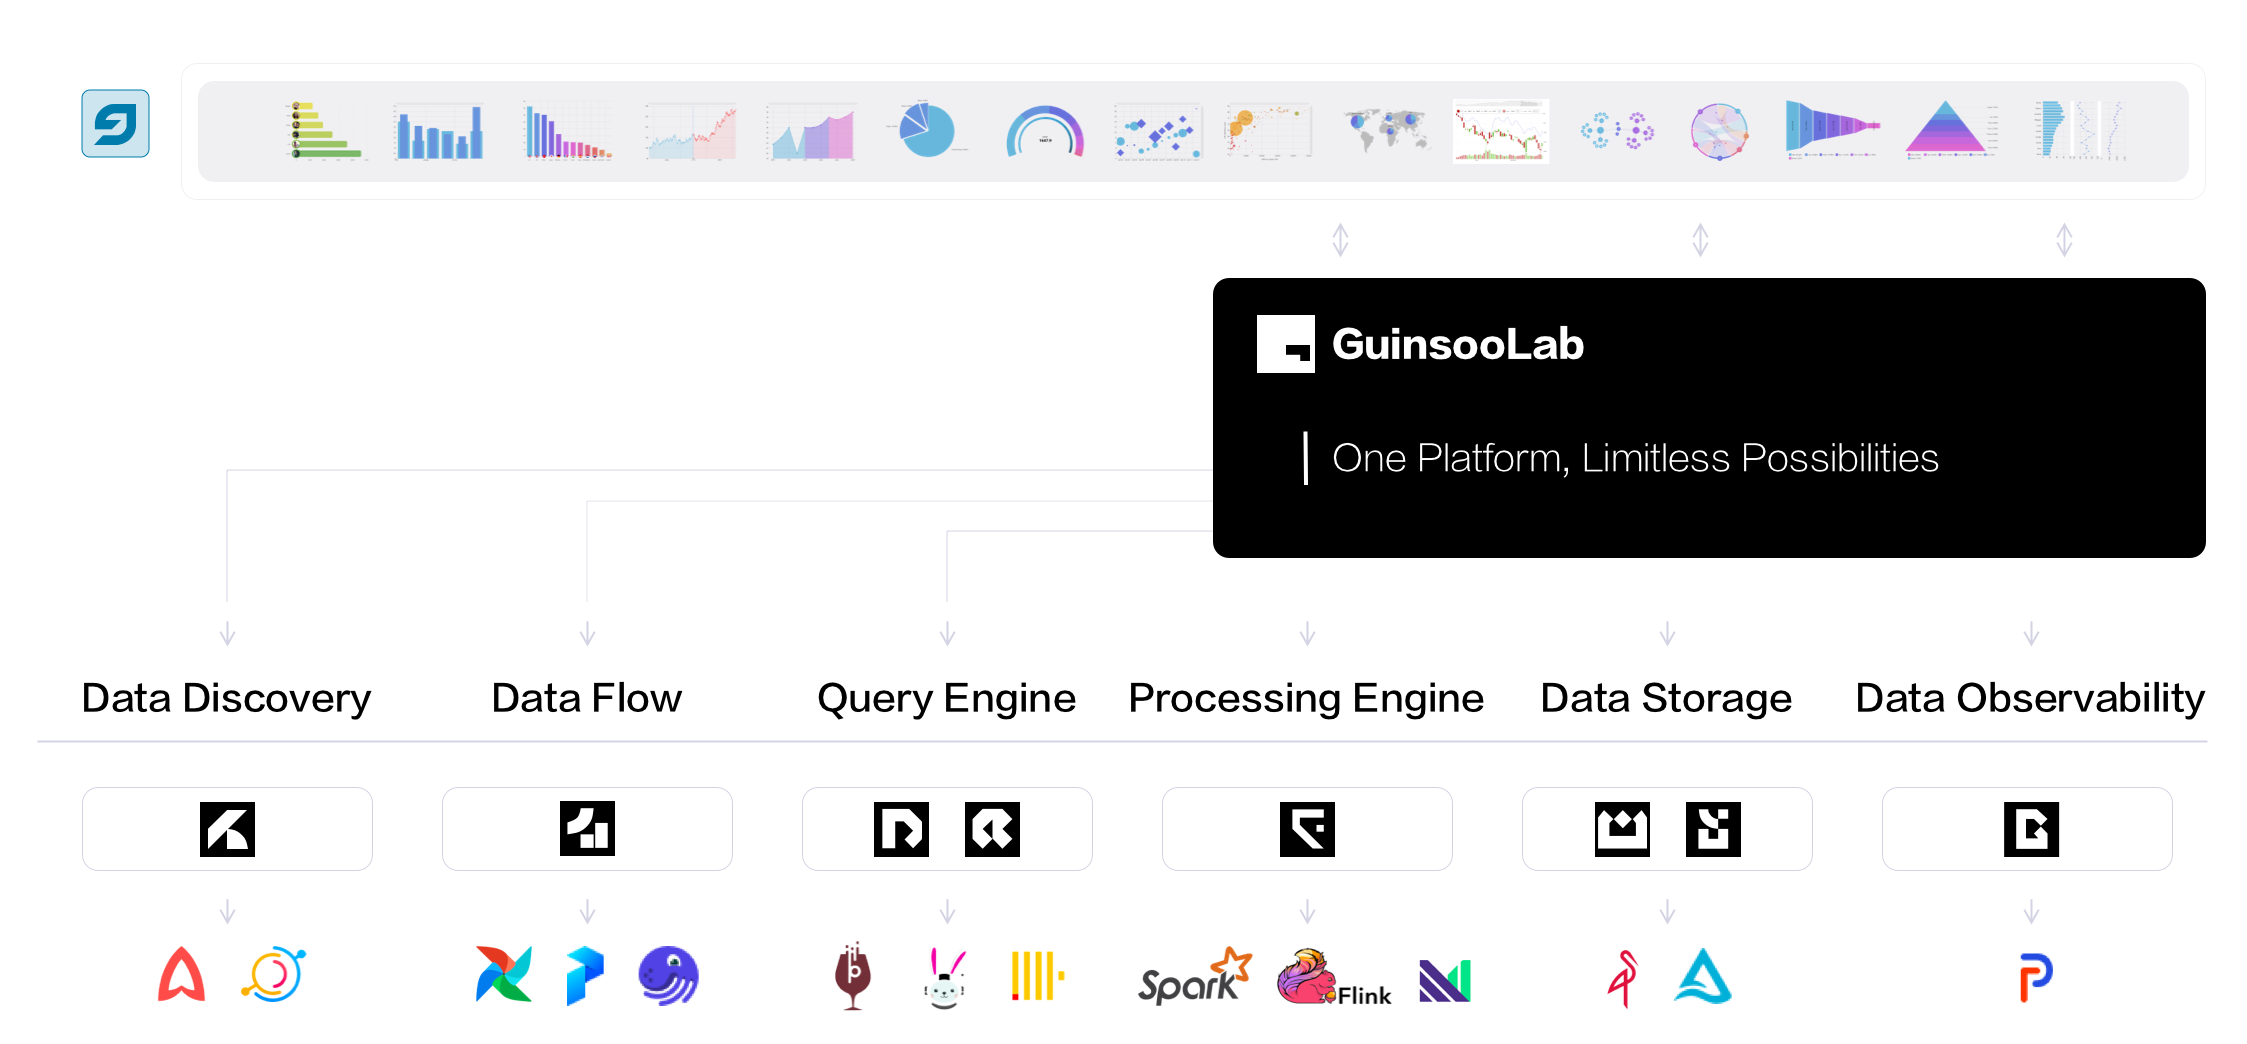 GuinsooLab
One Platform, Limitless Possibilities
Data Discovery
Data Flow
Query Engine
Processing Engine
Data Storage
Data Observability
Spark
Flink